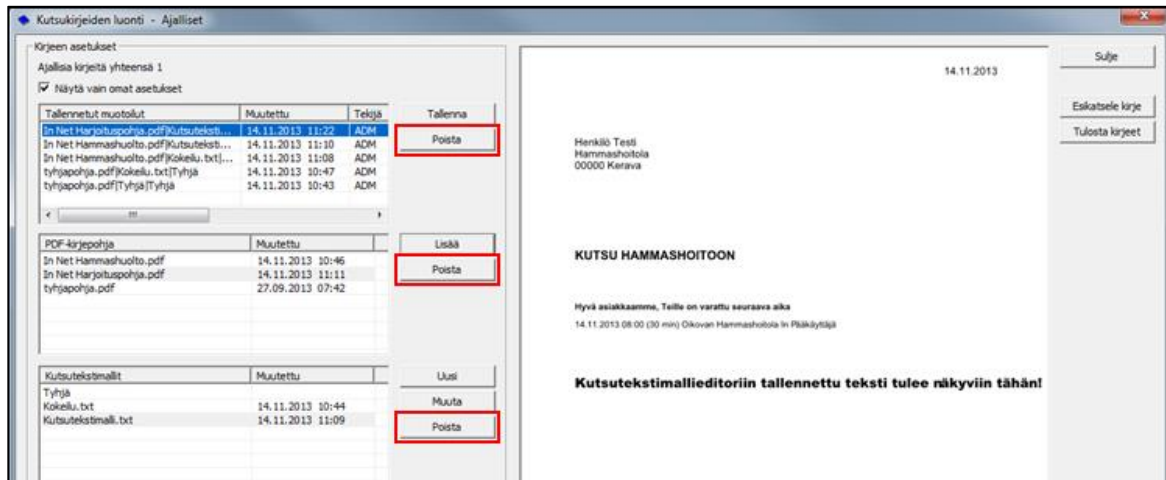 Kutsukirjeiden luonti - Ajalliset
Kirjeen asetukset
Ajallisia kirjeitä yhteensä 1
Näytä vain omat asetukset
Tallennetut muotoilut Muutettu Tekijä
In Net Harjoituspohja.pdf|Kutsuteksti... 14.11.2013 11:22 ADM
In Net Hammashuolto.pdf|Kutsuteksti... 14.11.2013 11:10 ADM
In Net Hammashuolto.pdf|Kokeilu.txt|... 14.11.2013 11:08 ADM
tyhjapohja.pdf|Kokeilu.txt|Tyhjä 14.11.2013 10:47 ADM
tyhjapohja.pdf|Tyhjä|Tyhjä 14.11.2013 10:43 ADM
Tallenna
Poista
PDF-kirjepohja Muutettu
In Net Hammashuolto.pdf 14.11.2013 10:46
In Net Harjoituspohja.pdf 14.11.2013 11:11
tyhjapohja.pdf 27.09.2013 07:42
Lisää
Poista
Kutsutekstimallit Muutettu
Tyhjä
Kokeilu.txt 14.11.2013 10:44
Kutsutekstimalli.txt 14.11.2013 11:09
Uusi
Muuta
Poista
14.11.2013
Henkilö Testi
Hammashoitola
00000 Kerava
KUTSU HAMMASHOITOON
Hyvä asiakkaamme, Teille on varattu seuraava aika
14.11.2013 08:00 (30 min) Oikovan Hammashoitola In Pääkäyttäjä
Kutsutekstimallieditoriin tallennettu teksti tulee näkyviin tähän!
Sulje
Esikatsele kirje
Tulosta kirjeet